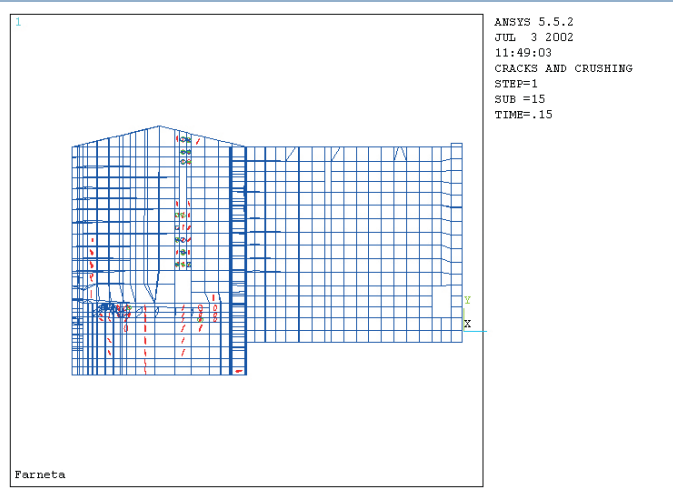 1
ANSYS 5.5.2
JUL  3 2002
11:49:03
CRACKS AND CRUSHING
STEP=1
SUB =15
TIME=.15
Y
X
Farneta